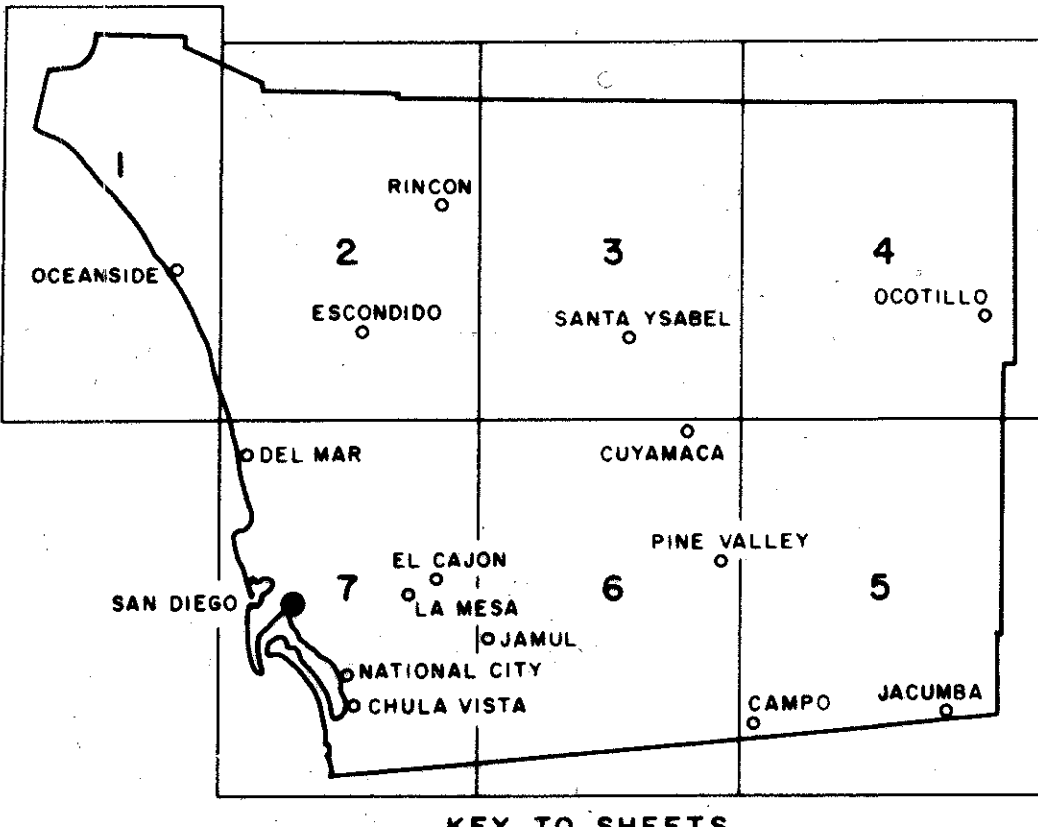 1
RINCON
2
3
4
OCEANSIDE
OCOTILLO
ESCONDIDO
SANTA YSABEL
DEL MAR
CUYAMACA
PINE VALLEY
EL CAJON
7
6
5
SAN DIEGO
LA MESA
JAMUL
NATIONAL CITY
CHULA VISTA
CAMPO
JACUMBA
KEY TO SHEETS